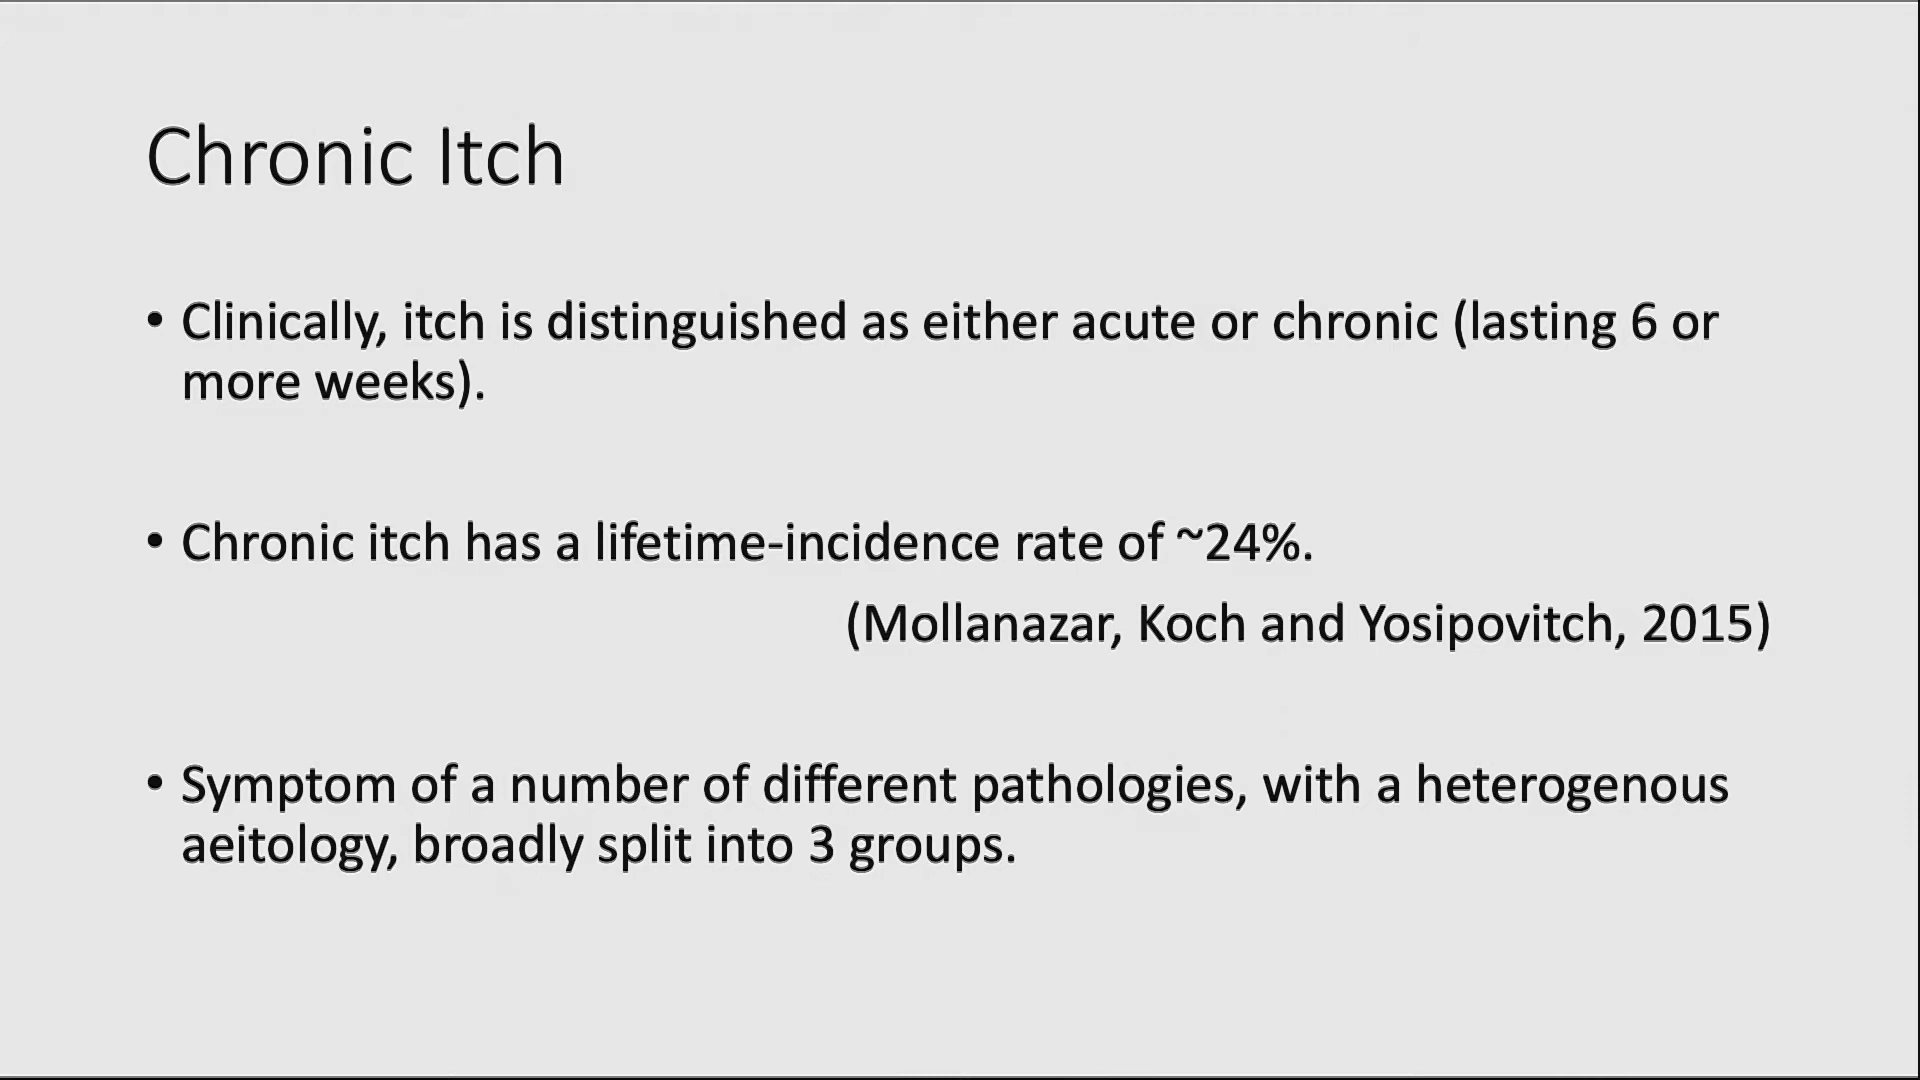 Chronic Itch
• Clinically, itch is distinguished as either acute or chronic (lasting 6 or
more weeks).
• Chronic itch has a lifetime-incidence rate of ~24%.
(Mollanazar, Koch and Yosipovitch, 2015)
• Symptom of a number of different pathologies, with a heterogenous
aeitology, broadly split into 3 groups.